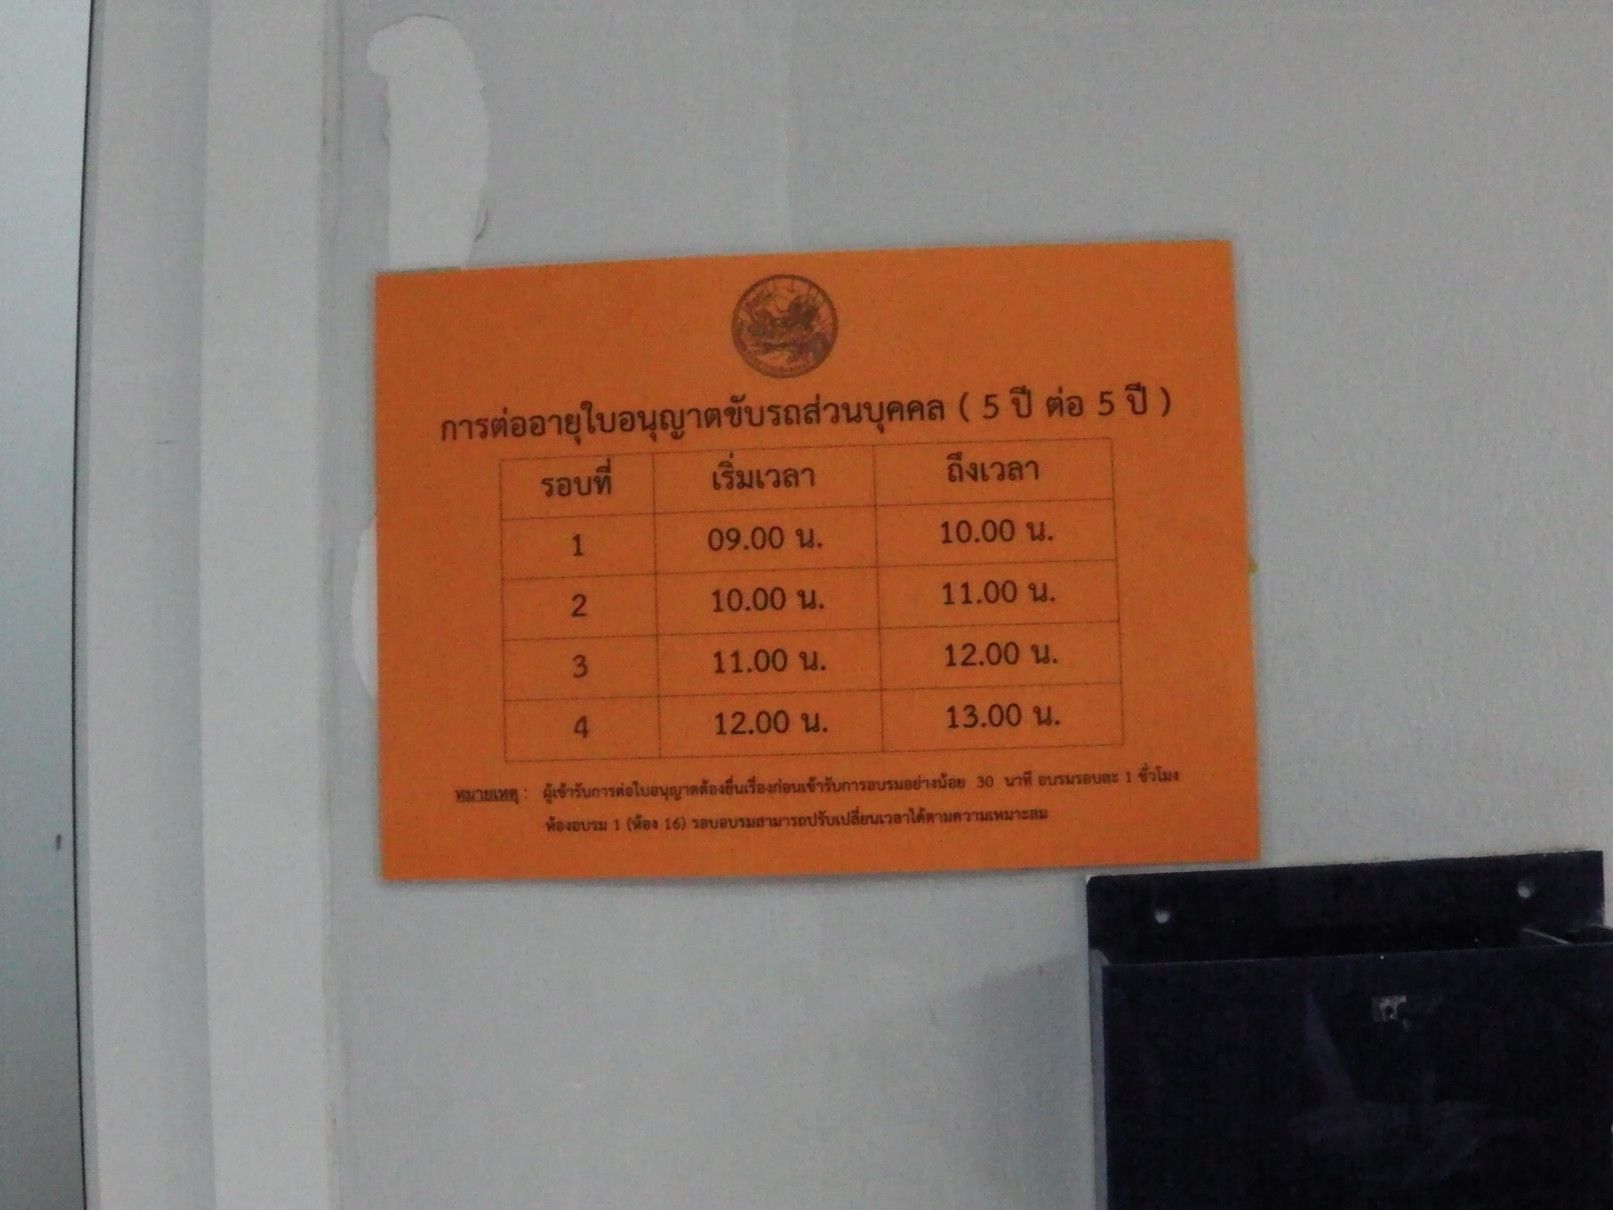 การต่ออายุใบอนุญาตขับรถส่วนบุคคล ( 5 ปี ต่อ 5 ปี )
รอบที่ เริ่มเวลา ถึงเวลา
1 09.00 น. 10.00 น.
2 10.00 น. 11.00 น.
3 11.00 น. 12.00 น.
4 12.00 น. 13.00 น.
หมายเหตุ : ผู้เข้ารับการต่อใบอนุญาตต้องยื่นเรื่องก่อนเข้ารับการอบรมอย่างน้อย 30 นาที อบรมรอบละ 1 ชั่วโมง
ห้องอบรม 1 (ห้อง 16) รอบอบรมสามารถปรับเปลี่ยนเวลาได้ตามความเหมาะสม